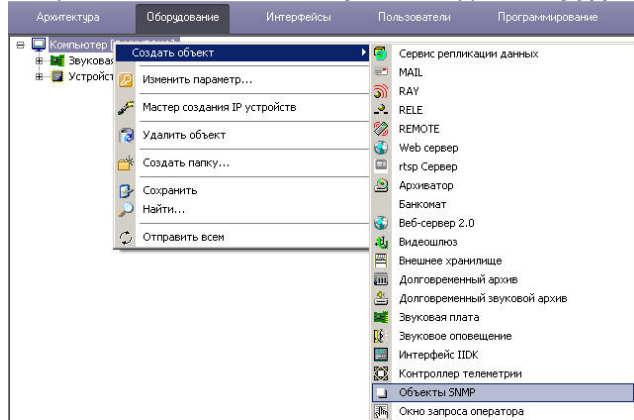 Архитектура Оборудование Интерфейсы Пользователи Программирование
Компьютер
Звуковая
Устройст
Создать объект
Изменить параметр...
Мастер создания IP устройств
Удалить объект
Создать папку...
Сохранить
Найти...
Отправить всем
Сервис репликации данных
MAIL
RAY
RELE
REMOTE
Web сервер
rtsp Сервер
Архиватор
Банкомат
Веб-сервер 2.0
Видеошлюз
Внешнее хранилище
Долговременный архив
Долговременный звуковой архив
Звуковая плата
Звуковое оповещение
Интерфейс IIDK
Контроллер телеметрии
Объекты SNMP
Окно запроса оператора